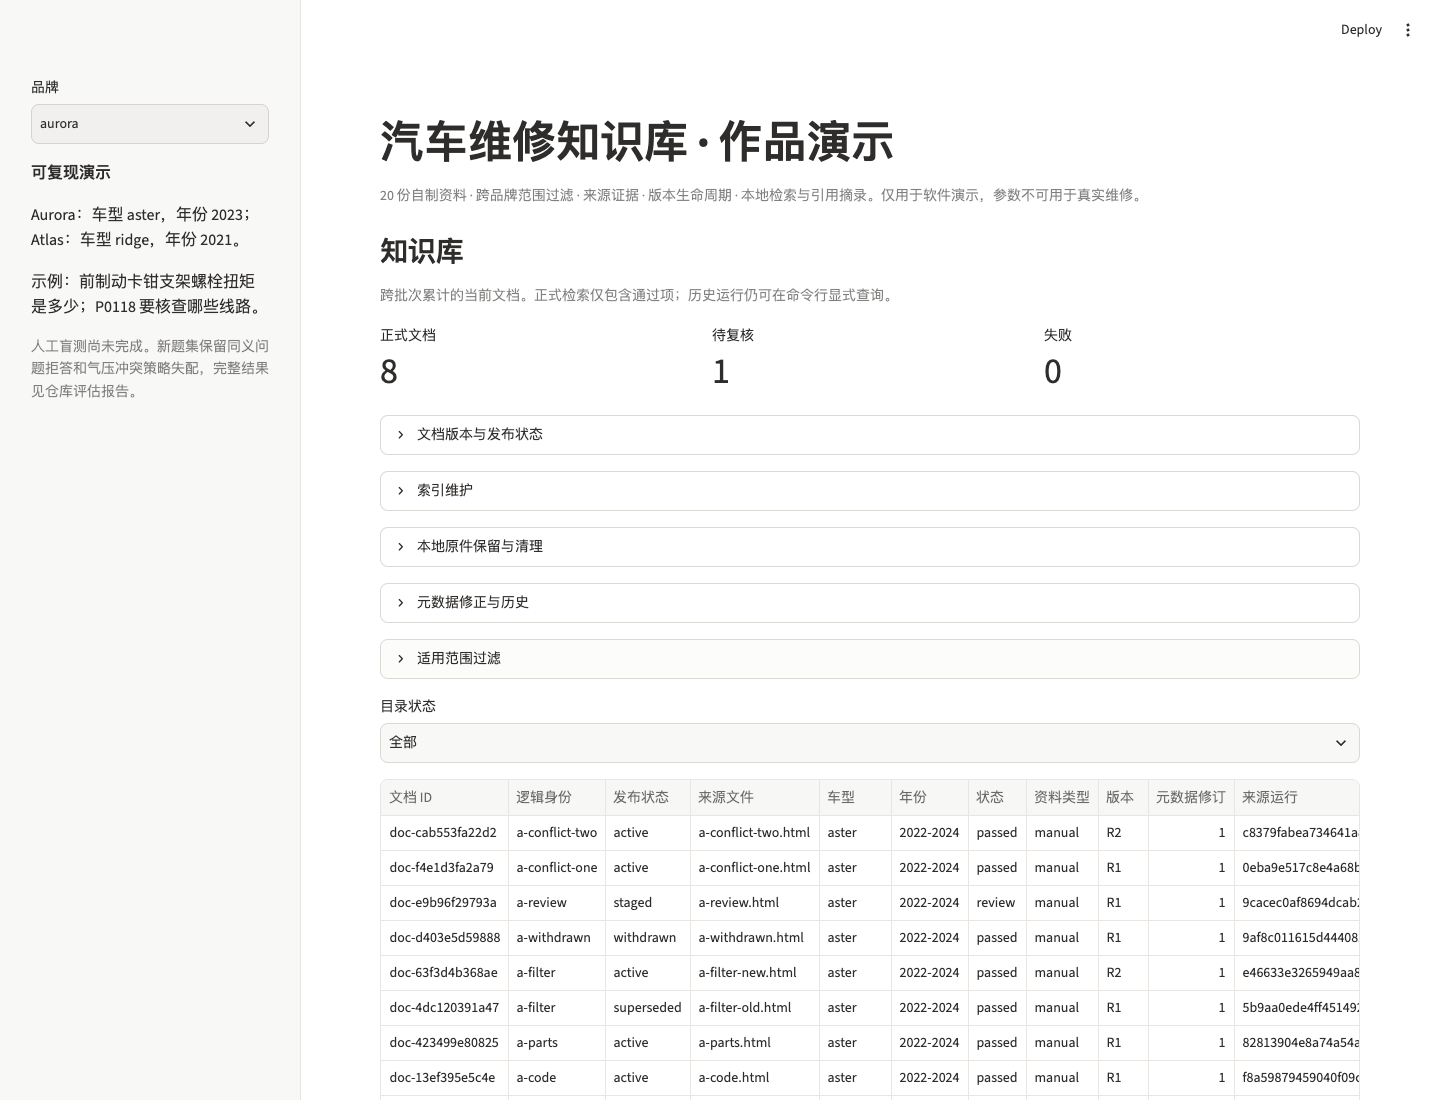 Deploy
品牌
aurora
可复现演示
Aurora：车型 aster，年份 2023；
Atlas：车型 ridge，年份 2021。
示例：前制动卡钳支架螺栓扭矩
是多少；P0118 要核查哪些线路。
人工盲测尚未完成。新题集保留同义问
题拒答和气压冲突策略失配，完整结果
见仓库评估报告。
汽车维修知识库 · 作品演示
20 份自制资料 · 跨品牌范围过滤 · 来源证据 · 版本生命周期 · 本地检索与引用摘录。仅用于软件演示，参数不可用于真实维修。
知识库
跨批次累计的当前文档。正式检索仅包含通过项；历史运行仍可在命令行显式查询。
正式文档 待复核 失败
8 1 0
文档版本与发布状态
索引维护
本地原件保留与清理
元数据修正与历史
适用范围过滤
目录状态
全部
文档 ID 逻辑身份 发布状态 来源文件 车型 年份 状态 资料类型 版本 元数据修订 来源运行
doc-cab553fa22d2 a-conflict-two active a-conflict-two.html aster 2022-2024 passed manual R2 1 c8379fabea734641a
doc-f4e1d3fa2a79 a-conflict-one active a-conflict-one.html aster 2022-2024 passed manual R1 1 0eba9e517c8e4a68b
doc-e9b96f29793a a-review staged a-review.html aster 2022-2024 review manual R1 1 9cacec0af8694dcab
doc-d403e5d59888 a-withdrawn withdrawn a-withdrawn.html aster 2022-2024 passed manual R1 1 9af8c011615d44408
doc-63f3d4b368ae a-filter active a-filter-new.html aster 2022-2024 passed manual R2 1 e46633e3265949aa8
doc-4dc120391a47 a-filter superseded a-filter-old.html aster 2022-2024 passed manual R1 1 5b9aa0ede4ff45149
doc-423499e80825 a-parts active a-parts.html aster 2022-2024 passed manual R1 1 82813904e8a74a54a
doc-13ef395e5c4e a-code active a-code.html aster 2022-2024 passed manual R1 1 f8a59879459040f09